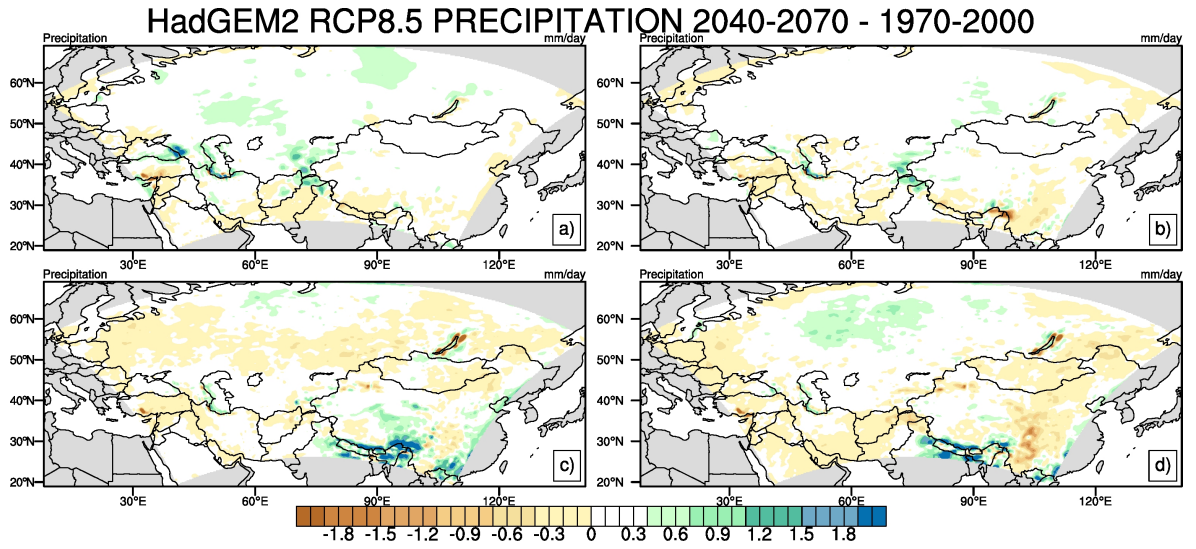 HadGEM2 RCP8.5 PRECIPITATION 2040-2070 - 1970-2000
Precipitation mm/day Precipitation mm/day
60°N 60°N
50°N 50°N
40°N 40°N
30°N 30°N
20°N a) 20°N b)
30°E 60°E 90°E 120°E 30°E 60°E 90°E 120°E
Precipitation mm/day Precipitation mm/day
60°N 60°N
50°N 50°N
40°N 40°N
30°N 30°N
20°N c) 20°N d)
30°E 60°E 90°E 120°E 30°E 60°E 90°E 120°E
-1.8 -1.5 -1.2 -0.9 -0.6 -0.3 0 0.3 0.6 0.9 1.2 1.5 1.8